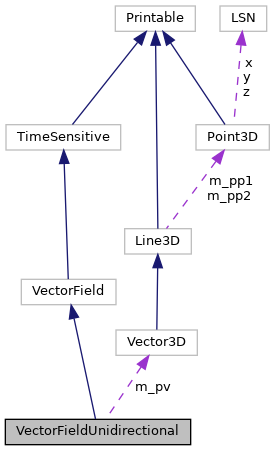 Printable
LSN
x
y
z
TimeSensitive
Point3D
m_pp1
m_pp2
Line3D
VectorField
Vector3D
m_pv
VectorFieldUnidirectional